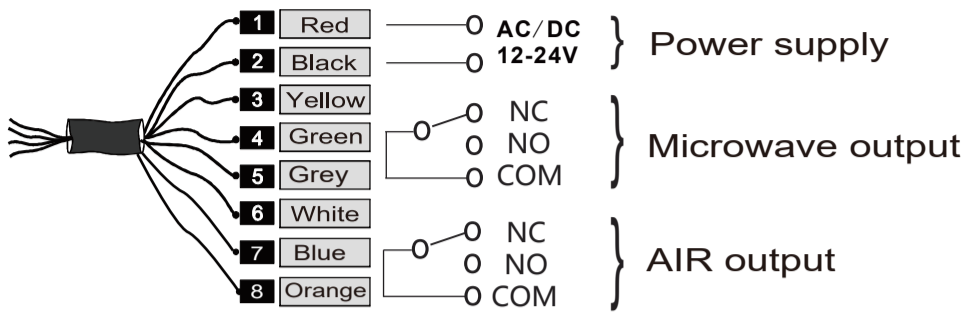 1 Red AC/DC
2 Black 12-24V
Power supply
3 Yellow NC
4 Green NO
5 Grey COM
Microwave output
6 White NC
7 Blue NO
8 Orange COM
AIR output